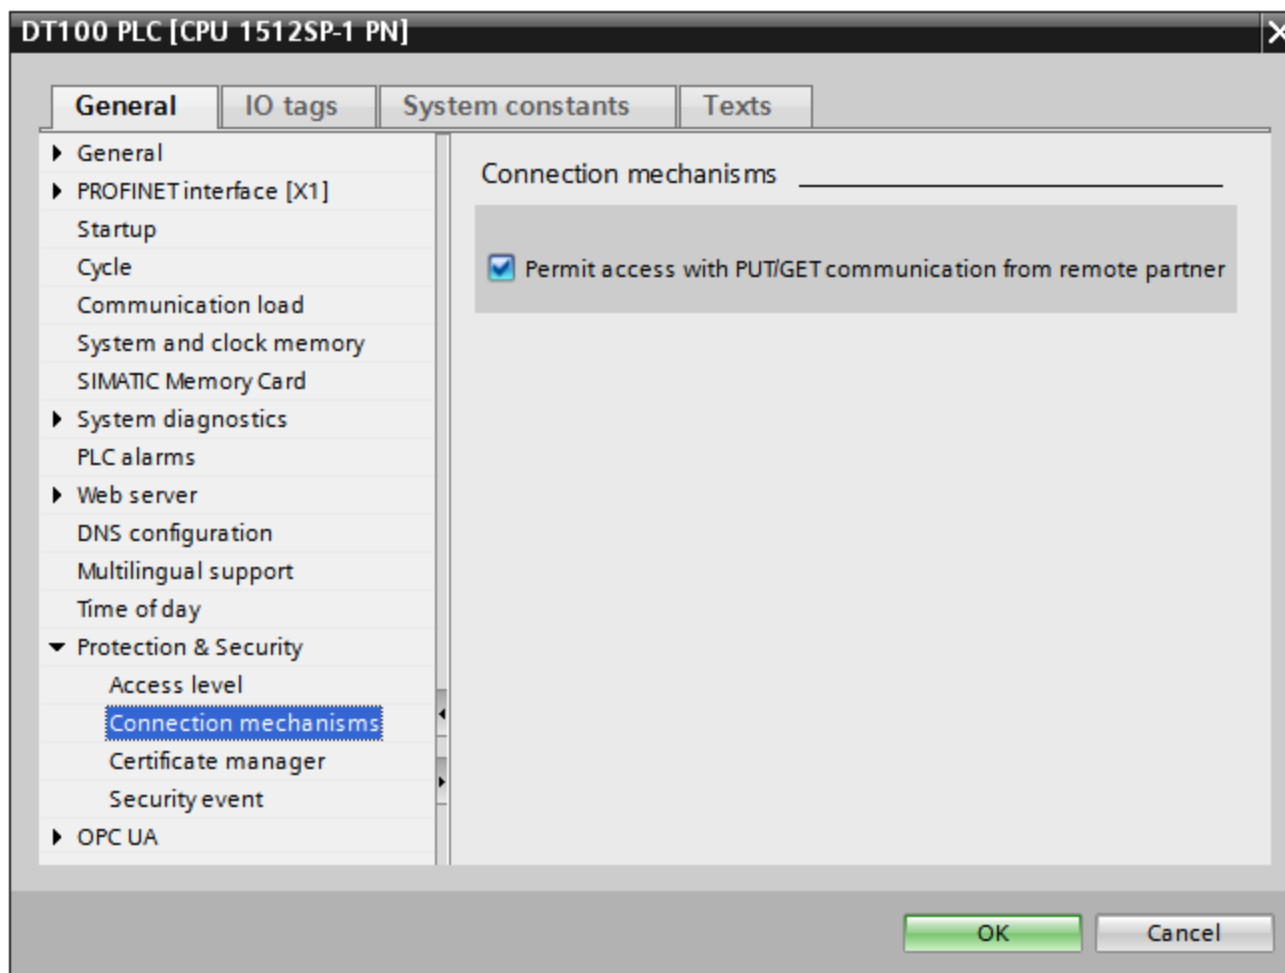 DT100 PLC [CPU 1512SP-1 PN]
General
IO tags
System constants
Texts
General
PROFINET interface [X1]
Startup
Cycle
Communication load
System and clock memory
SIMATIC Memory Card
System diagnostics
PLC alarms
Web server
DNS configuration
Multilingual support
Time of day
Protection & Security
Access level
Connection mechanisms
Certificate manager
Security event
OPC UA
Connection mechanisms
Permit access with PUT/GET communication from remote partner
OK
Cancel